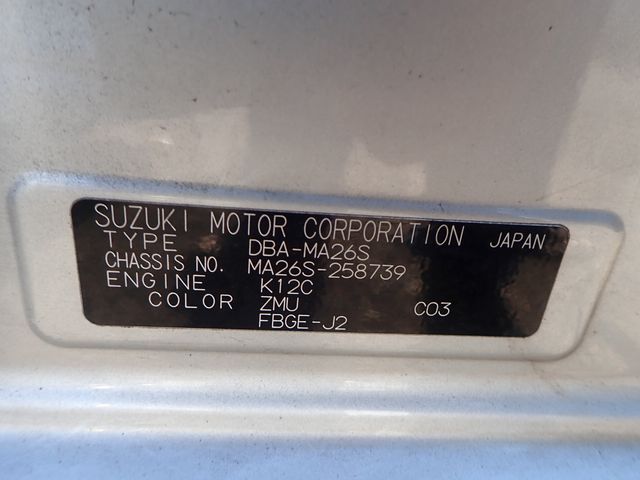 SUZUKI MOTOR CORPORATION JAPAN
TYPE DBA-MA26S
CHASSIS NO. MA26S-258739
ENGINE K12C
COLOR ZMU C03
FBGE-J2